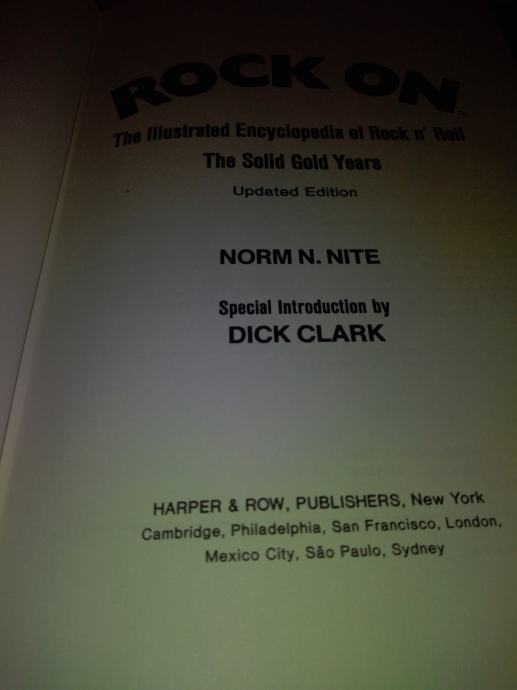 ROCK ON™
The Illustrated Encyclopedia of Rock n' Roll
The Solid Gold Years
Updated Edition
NORM N. NITE
Special Introduction by
DICK CLARK
HARPER & ROW, PUBLISHERS, New York
Cambridge, Philadelphia, San Francisco, London,
Mexico City, São Paulo, Sydney